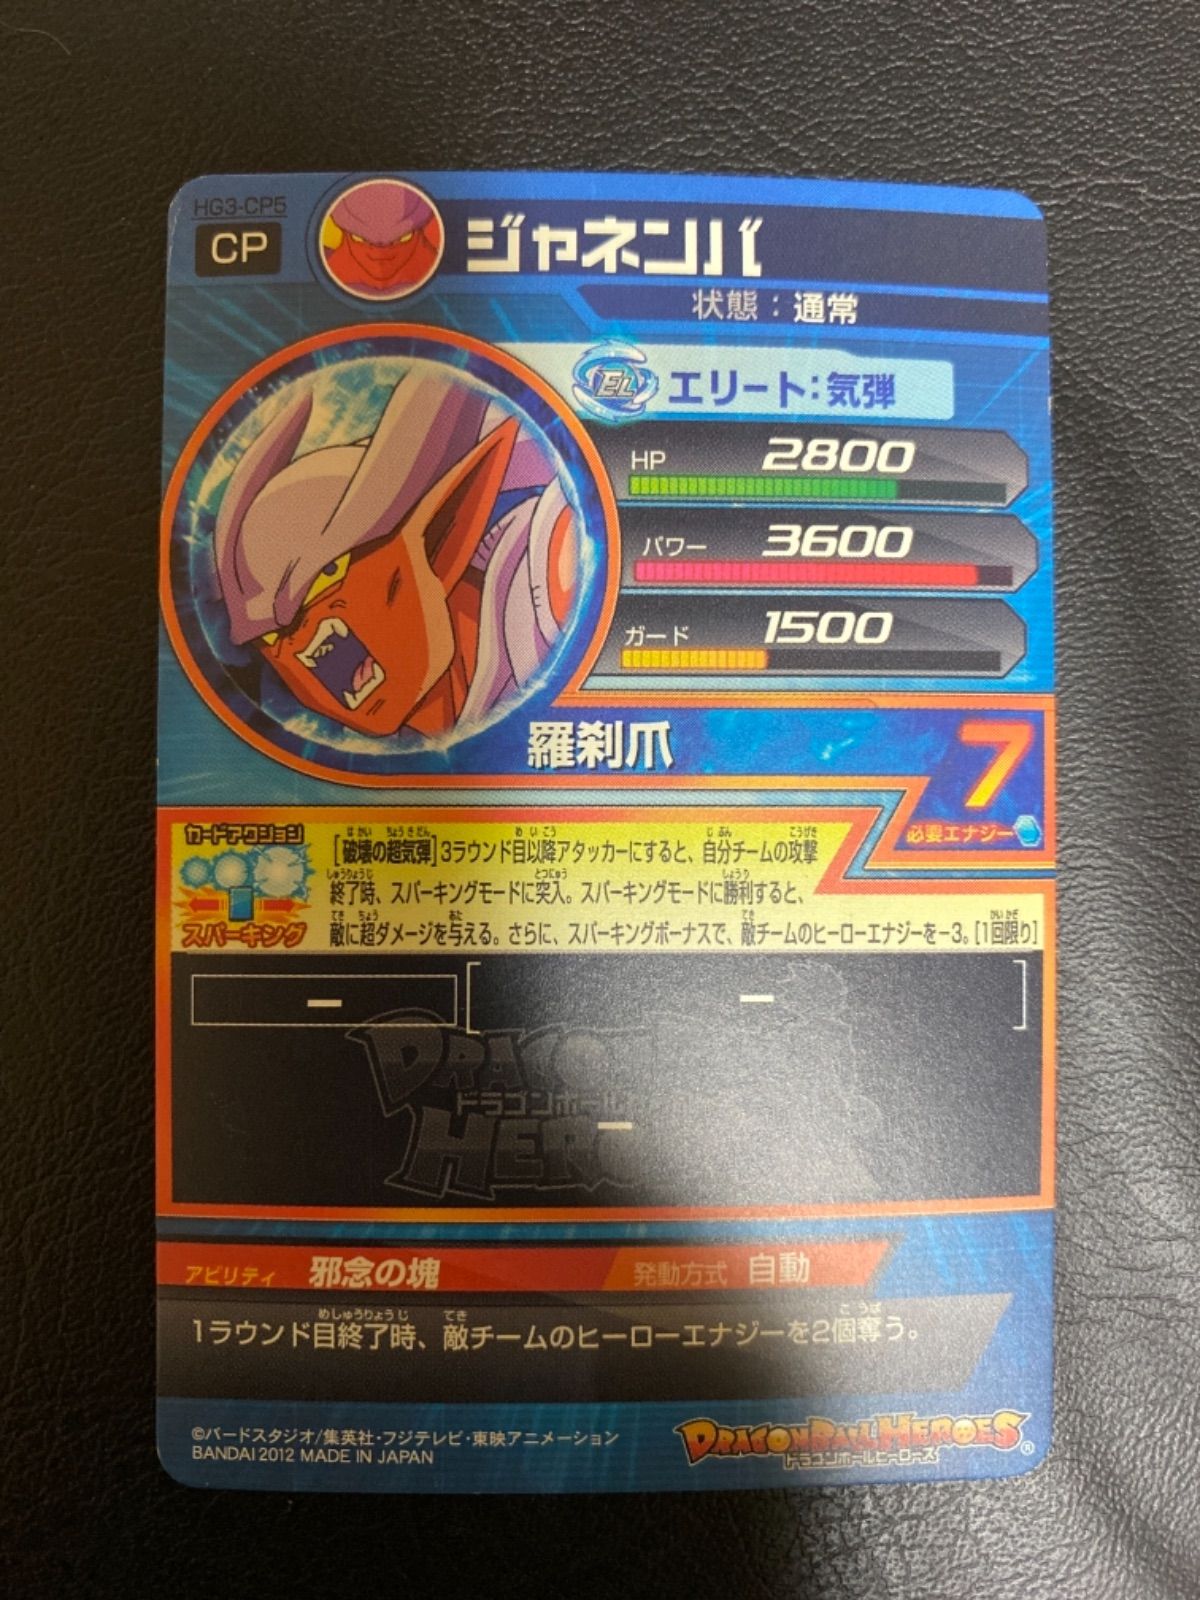 HG3-CP5
CP
ジャネンバ
状態：通常
EL エリート：気弾
HP 2800
パワー 3600
ガード 1500
羅刹爪
7
必要エナジー
カードアクション
スパーキング
[破壊の超気弾]3ラウンド目以降アタッカーにすると、自分チームの攻撃
終了時、スパーキングモードに突入。スパーキングモードに勝利すると、
敵に超ダメージを与える。さらに、スパーキングボーナスで、敵チームのヒーローエナジーを－3。[1回限り]
ー [ ー ]
ー
アビリティ 邪念の塊 発動方式 自動
1ラウンド目終了時、敵チームのヒーローエナジーを2個奪う。
©バードスタジオ/集英社・フジテレビ・東映アニメーション
BANDAI 2012 MADE IN JAPAN
DRAGONBALL HEROES®
ドラゴンボールヒーローズ